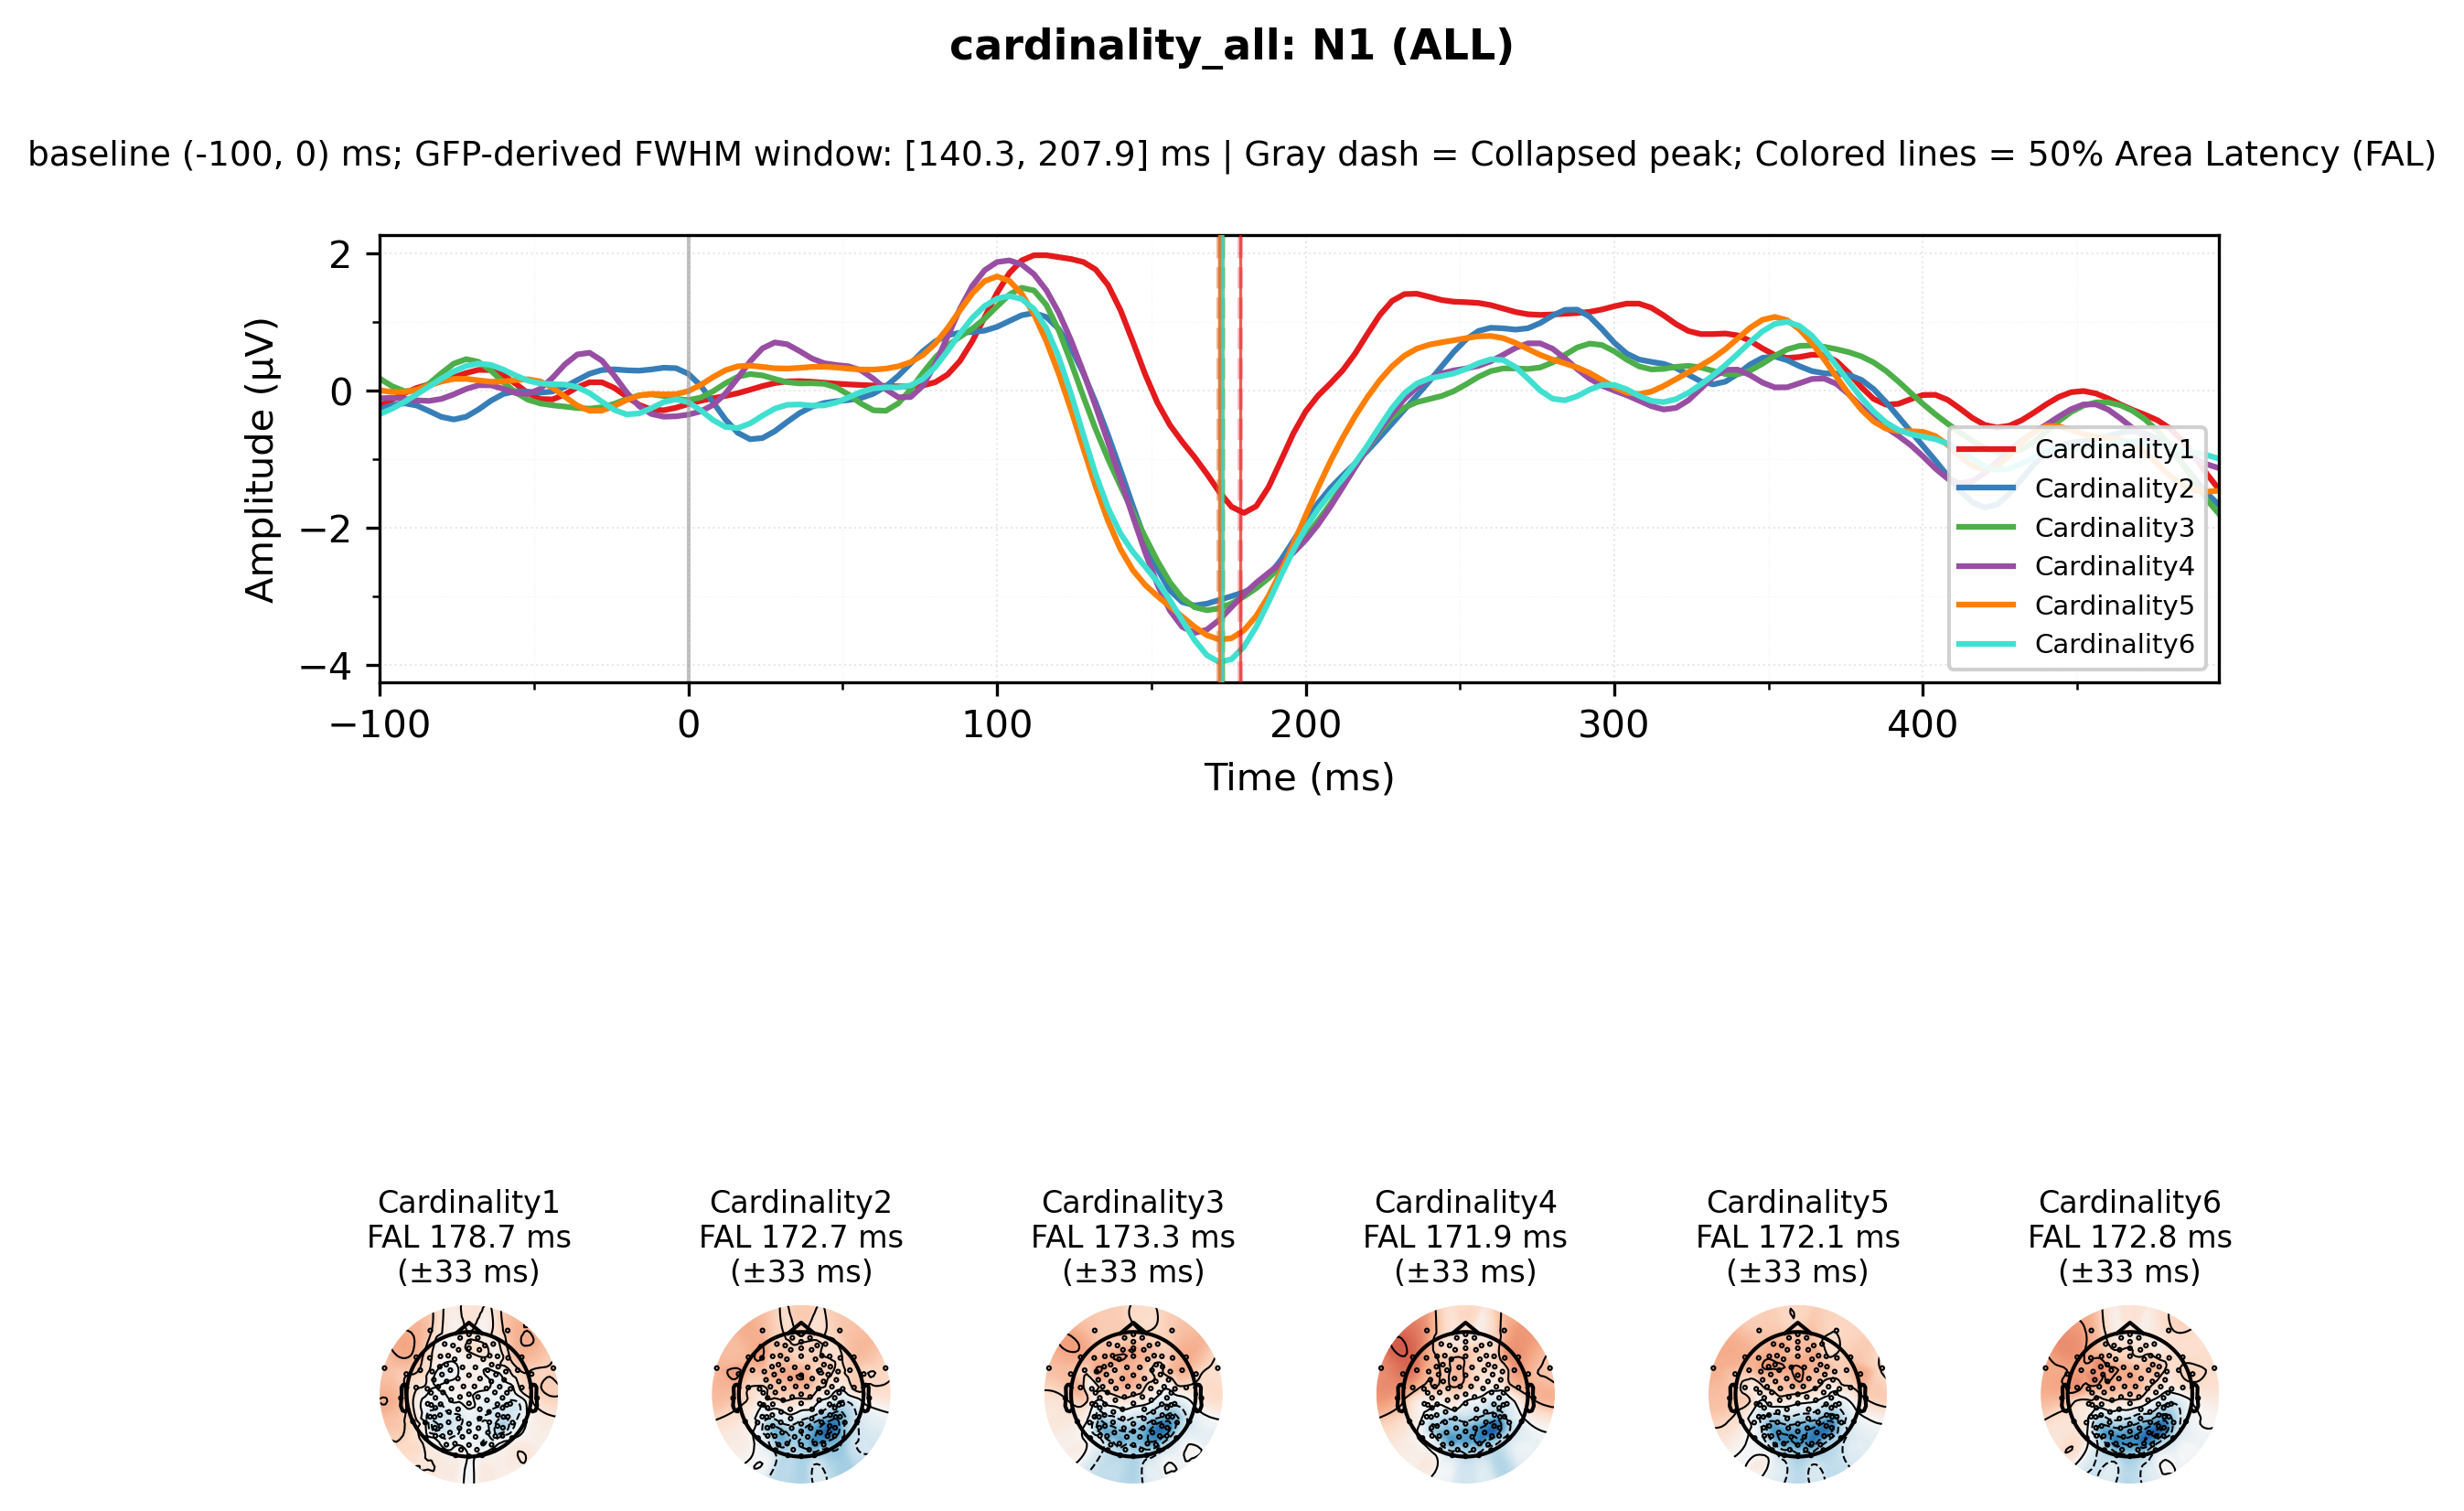 cardinality_all: N1 (ALL)
baseline (-100, 0) ms; GFP-derived FWHM window: [140.3, 207.9] ms | Gray dash = Collapsed peak; Colored lines = 50% Area Latency (FAL)
2
0
−2
−4
Amplitude (µV)
−100 0 100 200 300 400
Time (ms)
Cardinality1
Cardinality2
Cardinality3
Cardinality4
Cardinality5
Cardinality6
Cardinality1 Cardinality2 Cardinality3 Cardinality4 Cardinality5 Cardinality6
FAL 178.7 ms FAL 172.7 ms FAL 173.3 ms FAL 171.9 ms FAL 172.1 ms FAL 172.8 ms
(±33 ms) (±33 ms) (±33 ms) (±33 ms) (±33 ms) (±33 ms)